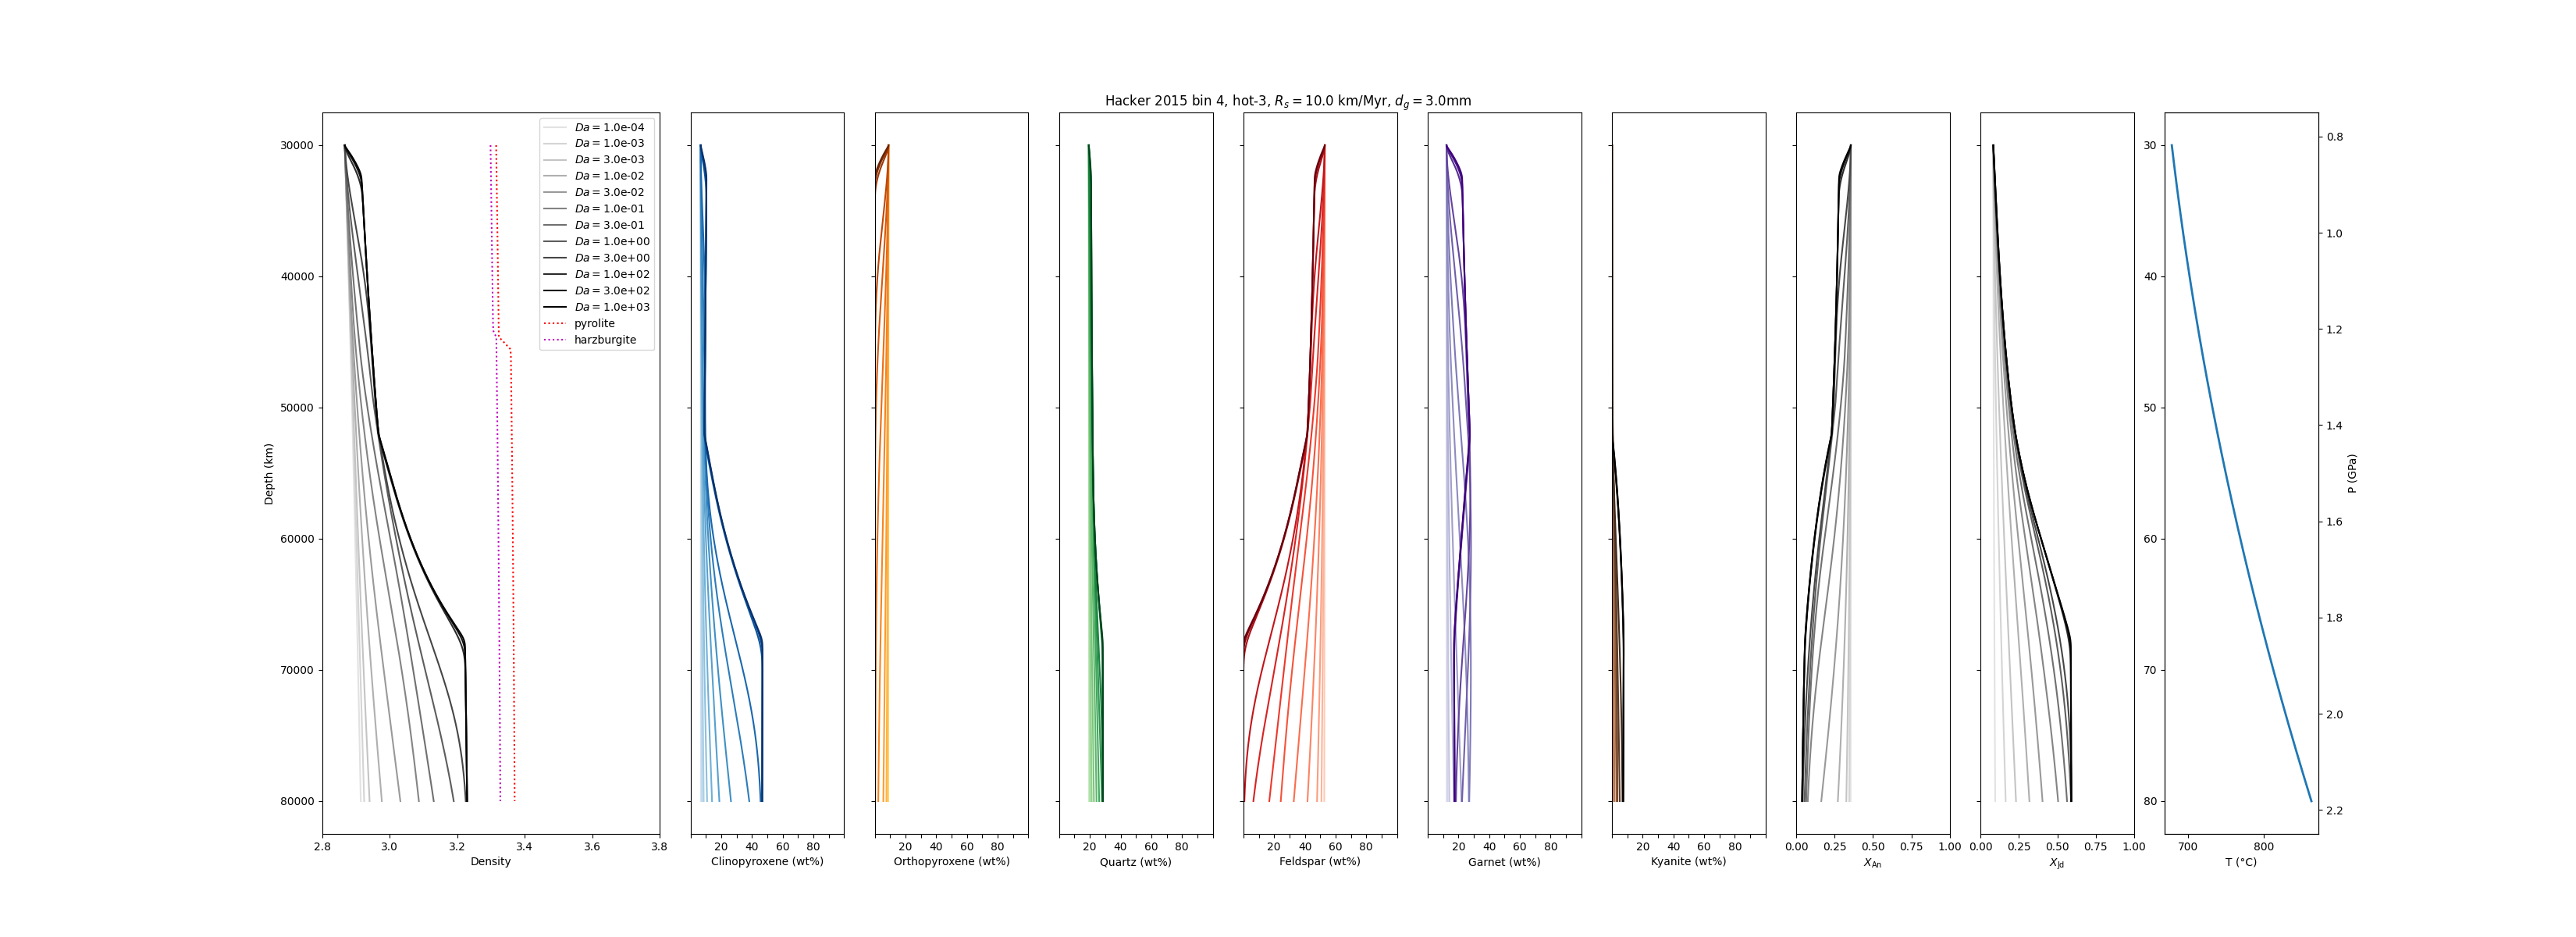 Hacker 2015 bin 4, hot-3, R_s = 10.0 km/Myr, d_g = 3.0mm
Da = 1.0e-04
Da = 1.0e-03
Da = 3.0e-03
Da = 1.0e-02
Da = 3.0e-02
Da = 1.0e-01
Da = 3.0e-01
Da = 1.0e+00
Da = 3.0e+00
Da = 1.0e+02
Da = 3.0e+02
Da = 1.0e+03
pyrolite
harzburgite
30000
40000
50000
60000
70000
80000
Depth (km)
2.8 3.0 3.2 3.4 3.6 3.8
Density
20 40 60 80
Clinopyroxene (wt%)
20 40 60 80
Orthopyroxene (wt%)
20 40 60 80
Quartz (wt%)
20 40 60 80
Feldspar (wt%)
20 40 60 80
Garnet (wt%)
20 40 60 80
Kyanite (wt%)
0.00 0.25 0.50 0.75 1.00
X_An
0.00 0.25 0.50 0.75 1.00
X_Jd
30
40
50
60
70
80
700 800
T (°C)
0.8
1.0
1.2
1.4
1.6
1.8
2.0
2.2
P (GPa)